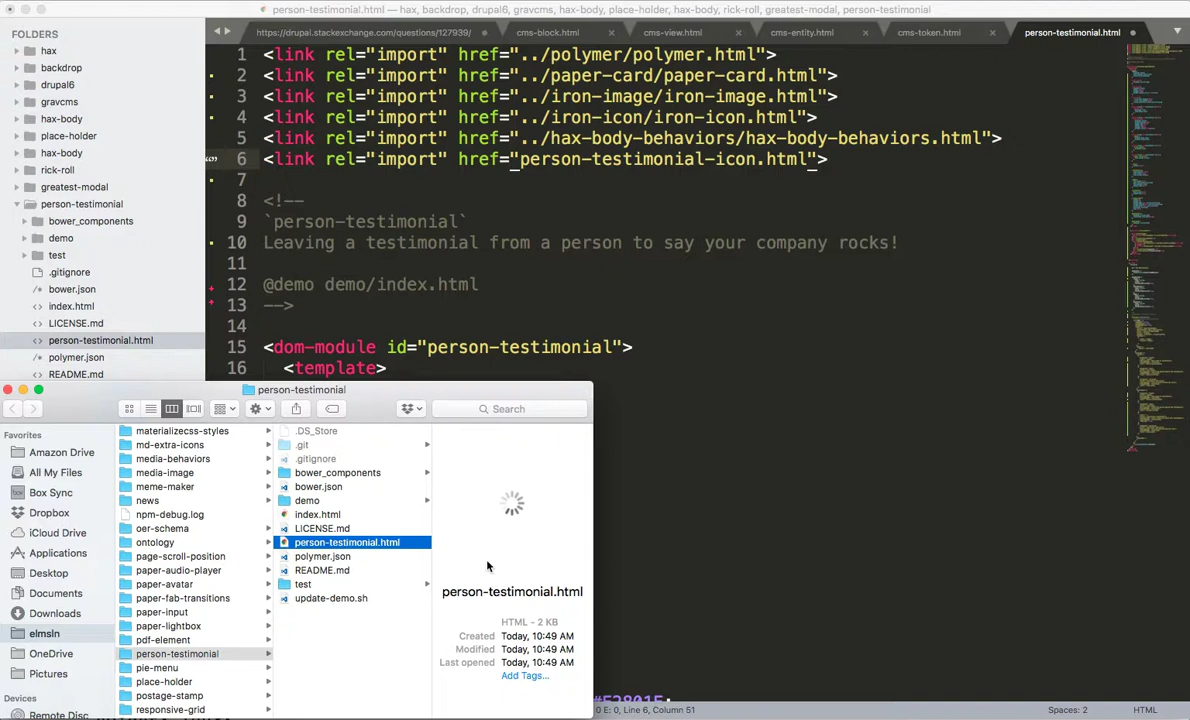 person-testimonial.html — hax, backdrop, drupal6, gravcms, hax-body, place-holder, hax-body, rick-roll, greatest-modal, person-testimonial
FOLDERS
hax
backdrop
drupal6
gravcms
hax-body
place-holder
hax-body
rick-roll
greatest-modal
person-testimonial
bower_components
demo
test
.gitignore
bower.json
index.html
LICENSE.md
person-testimonial.html
polymer.json
README.md
https://drupal.stackexchange.com/questions/127939/
cms-block.html
cms-view.html
cms-entity.html
cms-token.html
person-testimonial.html
1 <link rel="import" href="../polymer/polymer.html">
2 <link rel="import" href="../paper-card/paper-card.html">
3 <link rel="import" href="../iron-image/iron-image.html">
4 <link rel="import" href="../iron-icon/iron-icon.html">
5 <link rel="import" href="../hax-body-behaviors/hax-body-behaviors.html">
6 <link rel="import" href="person-testimonial-icon.html">
7
8 <!--
9 `person-testimonial`
10 Leaving a testimonial from a person to say your company rocks!
11
12 @demo demo/index.html
13 -->
14
15 <dom-module id="person-testimonial">
16 <template>
person-testimonial
Search
Favorites
Amazon Drive
All My Files
Box Sync
Dropbox
iCloud Drive
Applications
Desktop
Documents
Downloads
elmsln
OneDrive
Pictures
Devices
Remote Disc
materializecss-styles
md-extra-icons
media-behaviors
media-image
meme-maker
news
npm-debug.log
oer-schema
ontology
page-scroll-position
paper-audio-player
paper-avatar
paper-fab-transitions
paper-input
paper-lightbox
pdf-element
person-testimonial
pie-menu
place-holder
postage-stamp
responsive-grid
.DS_Store
.git
.gitignore
bower_components
bower.json
demo
index.html
LICENSE.md
person-testimonial.html
polymer.json
README.md
test
update-demo.sh
person-testimonial.html
HTML - 2 KB
Created Today, 10:49 AM
Modified Today, 10:49 AM
Last opened Today, 10:49 AM
Add Tags...
0 E: 0, Line 6, Column 51
Spaces: 2
HTML